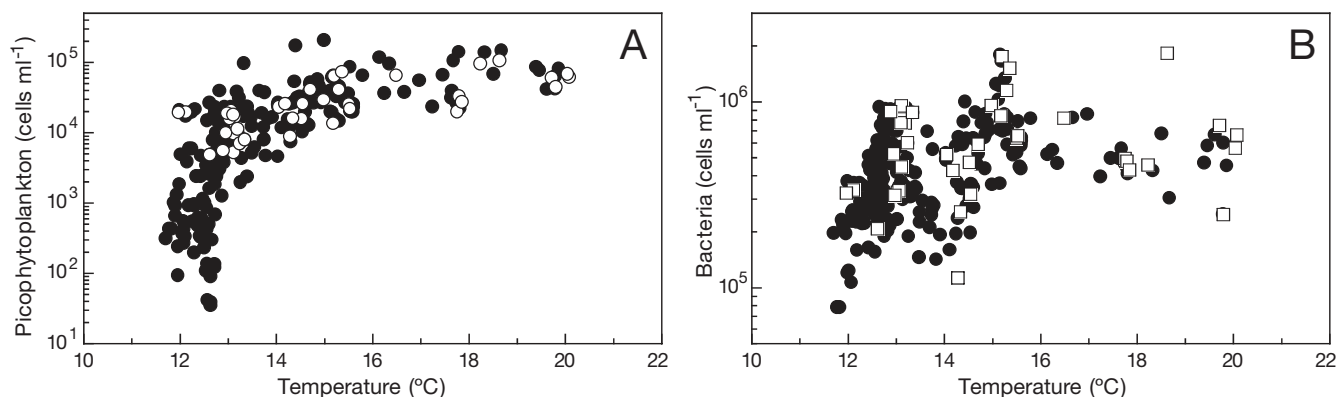 A
Picophytoplankton (cells ml⁻¹)
10⁵
10⁴
10³
10²
10¹
10 12 14 16 18 20 22
Temperature (ºC)
B
Bacteria (cells ml⁻¹)
10⁶
10⁵
10 12 14 16 18 20 22
Temperature (ºC)